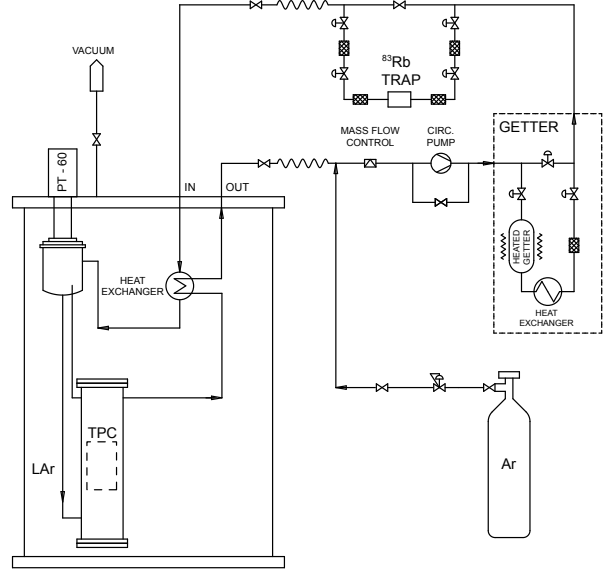 VACUUM
⁸³Rb
TRAP
MASS FLOW
CONTROL
CIRC.
PUMP
GETTER
PT - 60
IN
OUT
HEAT
EXCHANGER
HEATED
GETTER
HEAT
EXCHANGER
TPC
LAr
Ar